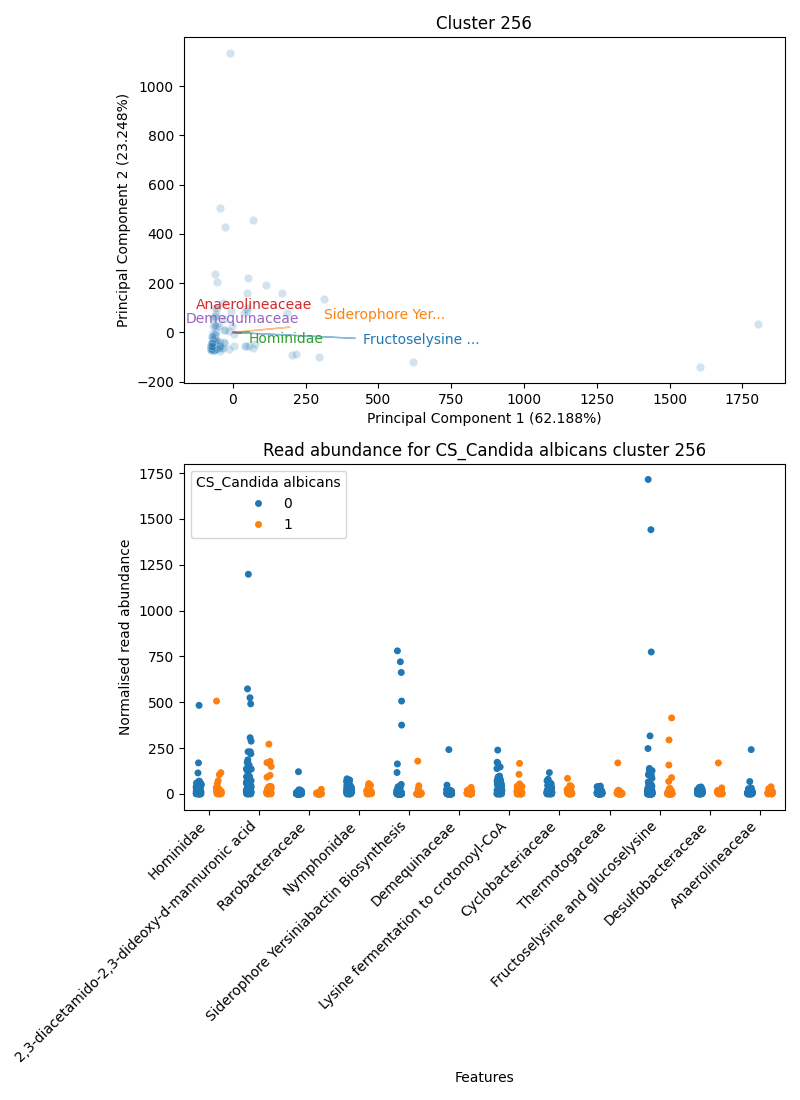 Cluster 256
Principal Component 2 (23.248%)
1000
800
600
400
200
0
−200
Anaerolineaceae
Demequinaceae
Siderophore Yer...
Hominidae
Fructoselysine ...
0
250
500
750
1000
1250
1500
1750
Principal Component 1 (62.188%)
Read abundance for CS_Candida albicans cluster 256
Normalised read abundance
1750
1500
1250
1000
750
500
250
0
CS_Candida albicans
0
1
Hominidae
2,3-diacetamido-2,3-dideoxy-d-mannuronic acid
Rarobacteraceae
Nymphonidae
Siderophore Yersiniabactin Biosynthesis
Demequinaceae
Lysine fermentation to crotonoyl-CoA
Cyclobacteriaceae
Thermotogaceae
Fructoselysine and glucoselysine
Desulfobacteraceae
Anaerolineaceae
Features